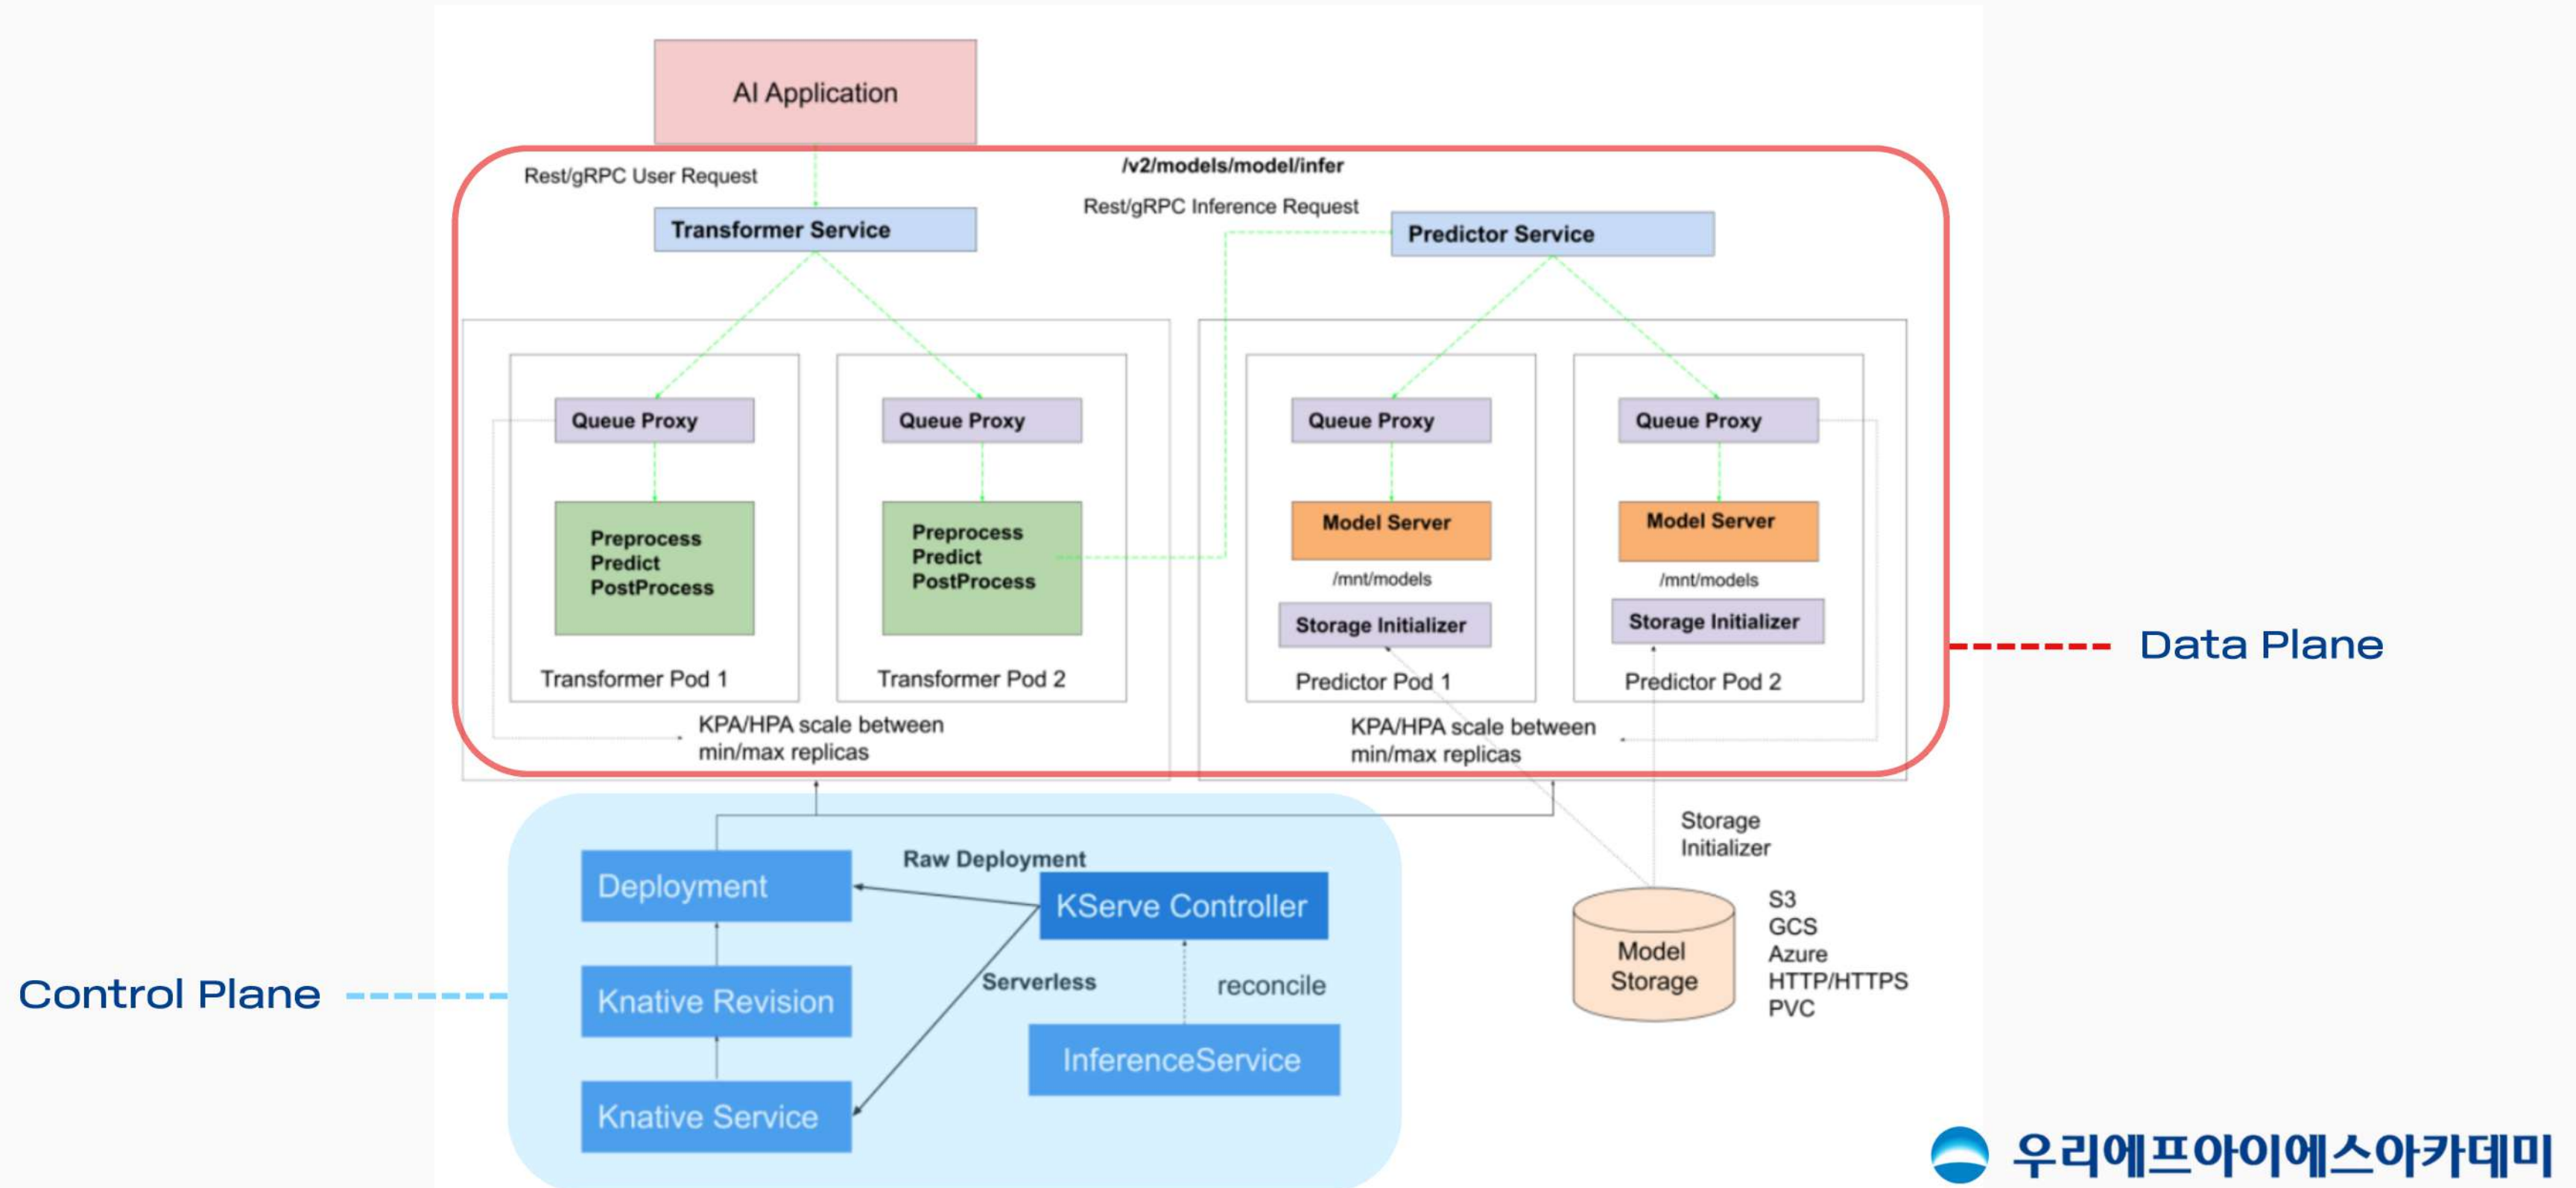 AI Application
Rest/gRPC User Request
/v2/models/model/infer
Rest/gRPC Inference Request
Transformer Service
Predictor Service
Queue Proxy
Queue Proxy
Queue Proxy
Queue Proxy
Preprocess
Predict
PostProcess
Preprocess
Predict
PostProcess
Model Server
Model Server
/mnt/models
/mnt/models
Storage Initializer
Storage Initializer
Transformer Pod 1
Transformer Pod 2
Predictor Pod 1
Predictor Pod 2
Data Plane
KPA/HPA scale between
min/max replicas
KPA/HPA scale between
min/max replicas
Storage
Initializer
Raw Deployment
Deployment
KServe Controller
Serverless
reconcile
Control Plane
Knative Revision
InferenceService
Knative Service
Model
Storage
S3
GCS
Azure
HTTP/HTTPS
PVC
우리에프아이에스아카데미